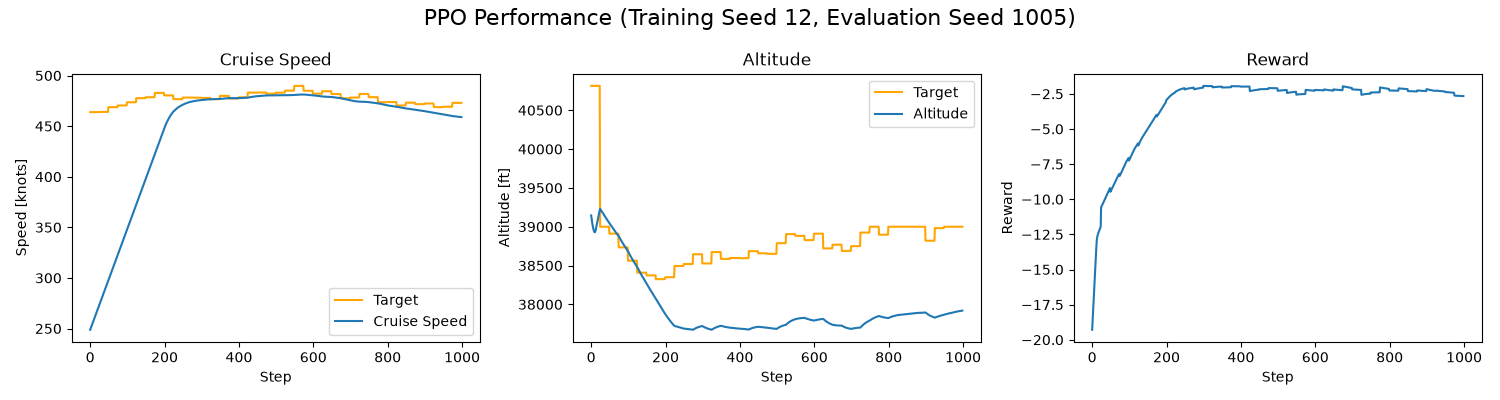 PPO Performance (Training Seed 12, Evaluation Seed 1005)
Cruise Speed
Speed [knots]
500
450
400
350
300
250
Target
Cruise Speed
0 200 400 600 800 1000
Step
Altitude
Altitude [ft]
40500
40000
39500
39000
38500
38000
Target
Altitude
0 200 400 600 800 1000
Step
Reward
Reward
−2.5
−5.0
−7.5
−10.0
−12.5
−15.0
−17.5
−20.0
0 200 400 600 800 1000
Step